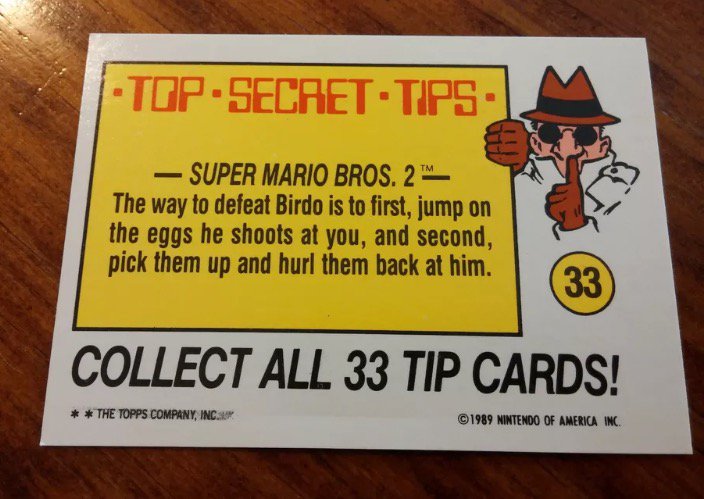 ·TOP·SECRET·TIPS·
— SUPER MARIO BROS. 2™ —
The way to defeat Birdo is to first, jump on
the eggs he shoots at you, and second,
pick them up and hurl them back at him.
33
COLLECT ALL 33 TIP CARDS!
* * THE TOPPS COMPANY, INC.
©1989 NINTENDO OF AMERICA INC.